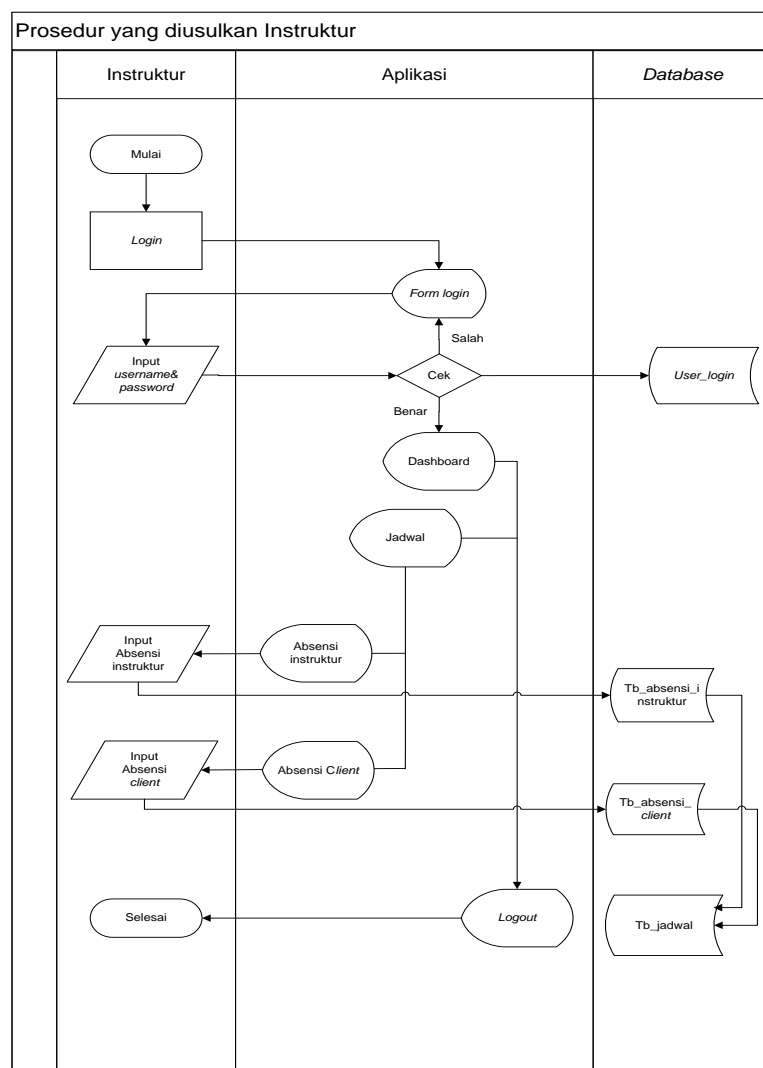 Prosedur yang diusulkan Instruktur
Instruktur
Aplikasi
Database
Mulai
Login
Form login
Salah
Input
username&
password
Cek
User_login
Benar
Dashboard
Jadwal
Input
Absensi
instruktur
Absensi
instruktur
Tb_absensi_i
nstruktur
Input
Absensi
client
Absensi Client
Tb_absensi_
client
Selesai
Logout
Tb_jadwal